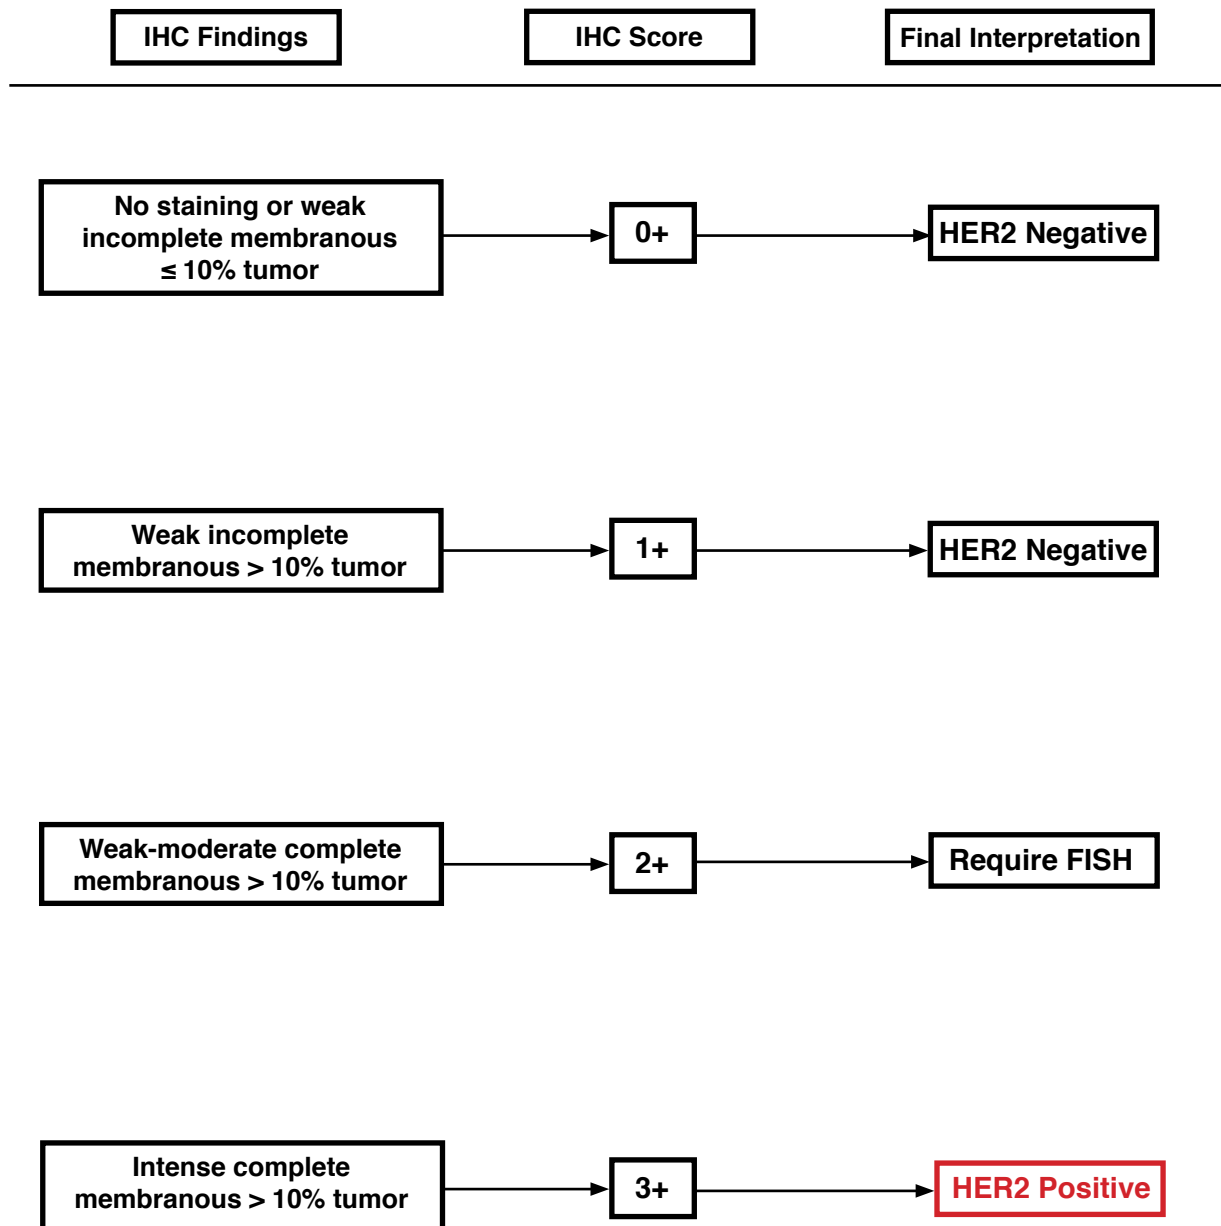 IHC Findings
IHC Score
Final Interpretation
No staining or weak
incomplete membranous
≤ 10% tumor
0+
HER2 Negative
Weak incomplete
membranous > 10% tumor
1+
HER2 Negative
Weak-moderate complete
membranous > 10% tumor
2+
Require FISH
Intense complete
membranous > 10% tumor
3+
HER2 Positive